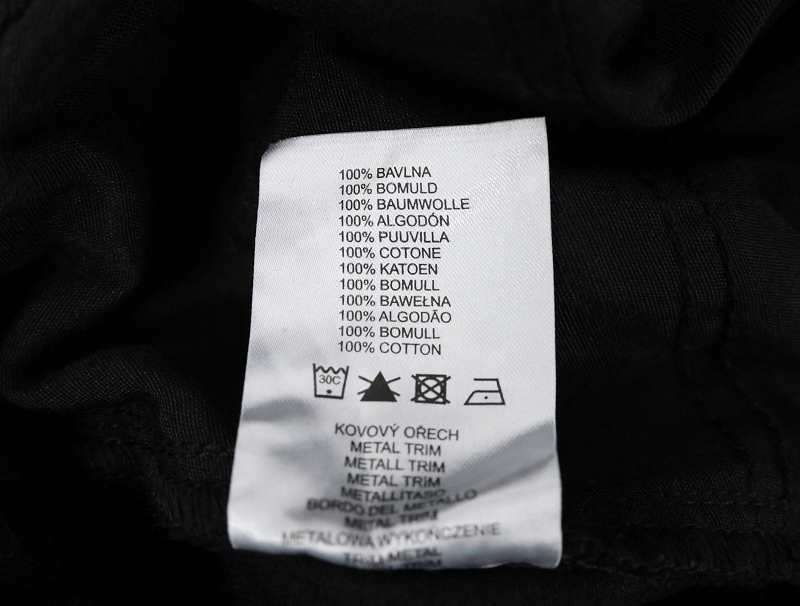 100% BAVLNA
100% BOMULD
100% BAUMWOLLE
100% ALGODÓN
100% PUUVILLA
100% COTONE
100% KATOEN
100% BOMULL
100% BAWEŁNA
100% ALGODÃO
100% BOMULL
100% COTTON
30C
KOVOVÝ OŘECH
METAL TRIM
METALL TRIM
METAL TRIM
METALLITASO
BORDO DEL METALLO
METAL TRIM
METALOWA WYKOŃCZENIE
TRIM METAL